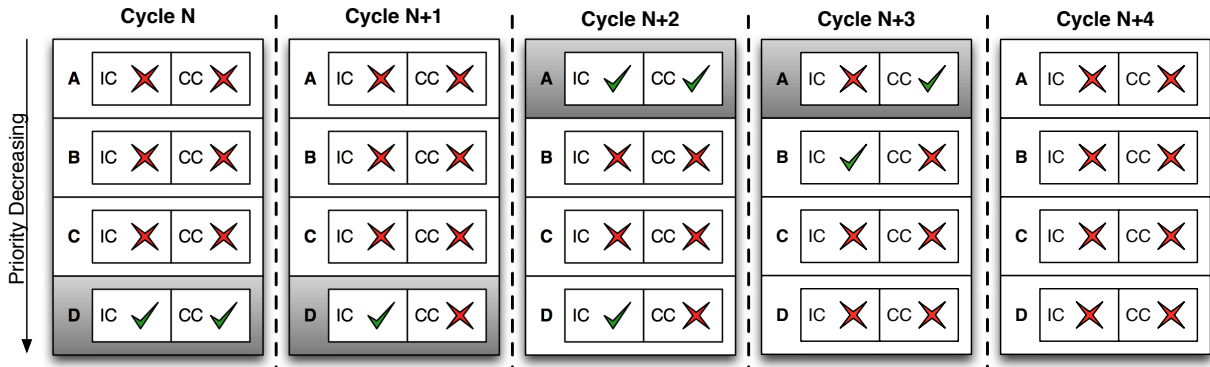 Cycle N Cycle N+1 Cycle N+2 Cycle N+3 Cycle N+4
Priority Decreasing
A IC CC A IC CC A IC CC A IC CC A IC CC
B IC CC B IC CC B IC CC B IC CC B IC CC
C IC CC C IC CC C IC CC C IC CC C IC CC
D IC CC D IC CC D IC CC D IC CC D IC CC